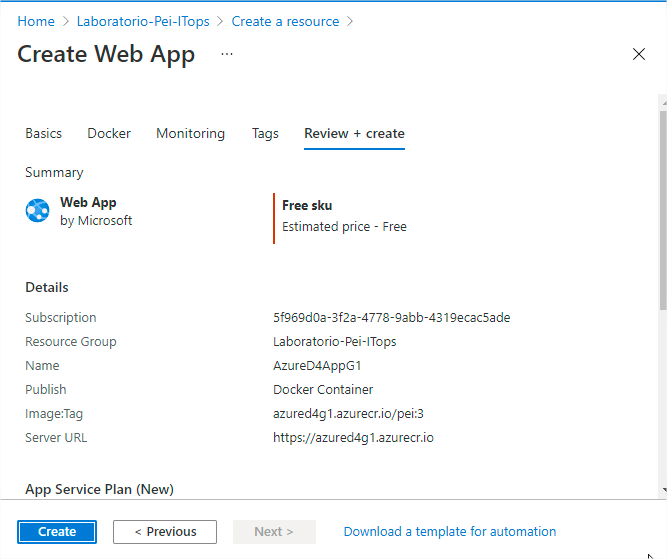 Home > Laboratorio-Pei-ITops > Create a resource >
Create Web App ...
Basics Docker Monitoring Tags Review + create
Summary
Web App
by Microsoft
Free sku
Estimated price - Free
Details
Subscription 5f969d0a-3f2a-4778-9abb-4319ecac5ade
Resource Group Laboratorio-Pei-ITops
Name AzureD4AppG1
Publish Docker Container
Image:Tag azured4g1.azurecr.io/pei:3
Server URL https://azured4g1.azurecr.io
App Service Plan (New)
Create < Previous Next > Download a template for automation